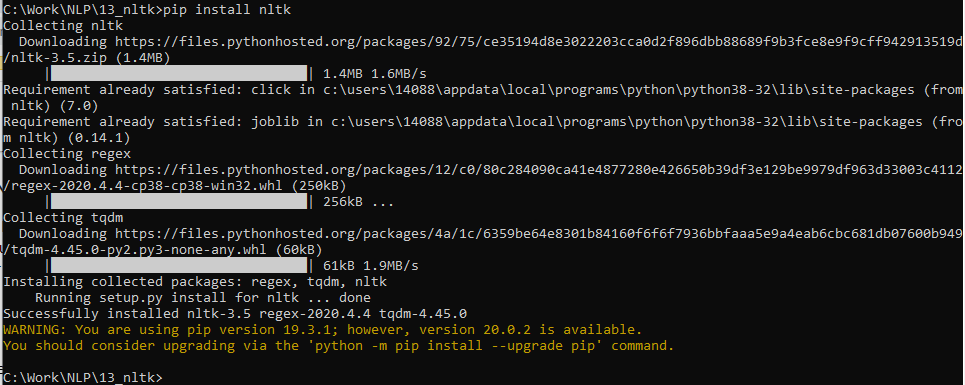 C:\Work\NLP\13_nltk>pip install nltk
Collecting nltk
  Downloading https://files.pythonhosted.org/packages/92/75/ce35194d8e3022203cca0d2f896dbb88689f9b3fce8e9f9cff942913519d
/nltk-3.5.zip (1.4MB)
     |████████████████████████████████| 1.4MB 1.6MB/s
Requirement already satisfied: click in c:\users\14088\appdata\local\programs\python\python38-32\lib\site-packages (from
 nltk) (7.0)
Requirement already satisfied: joblib in c:\users\14088\appdata\local\programs\python\python38-32\lib\site-packages (fro
m nltk) (0.14.1)
Collecting regex
  Downloading https://files.pythonhosted.org/packages/12/c0/80c284090ca41e4877280e426650b39df3e129be9979df963d33003c4112
/regex-2020.4.4-cp38-cp38-win32.whl (250kB)
     |████████████████████████████████| 256kB ...
Collecting tqdm
  Downloading https://files.pythonhosted.org/packages/4a/1c/6359be64e8301b84160f6f6f7936bbfaaa5e9a4eab6cbc681db07600b949
/tqdm-4.45.0-py2.py3-none-any.whl (60kB)
     |████████████████████████████████| 61kB 1.9MB/s
Installing collected packages: regex, tqdm, nltk
    Running setup.py install for nltk ... done
Successfully installed nltk-3.5 regex-2020.4.4 tqdm-4.45.0
WARNING: You are using pip version 19.3.1; however, version 20.0.2 is available.
You should consider upgrading via the 'python -m pip install --upgrade pip' command.
C:\Work\NLP\13_nltk>